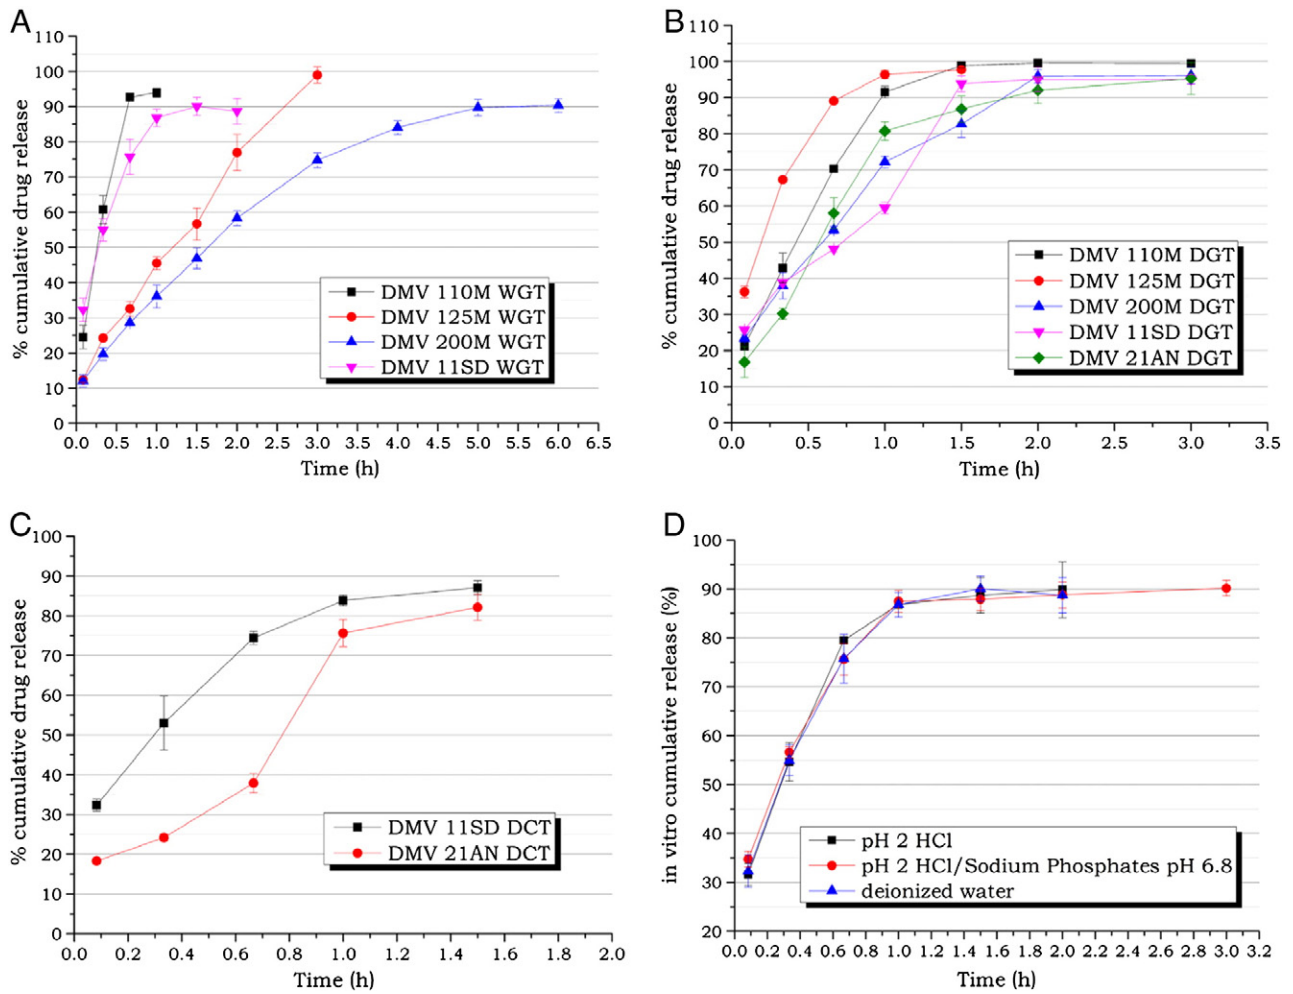 A
110
100
90
80
70
60
50
40
30
20
10
0
% cumulative drug release
0.0 0.5 1.0 1.5 2.0 2.5 3.0 3.5 4.0 4.5 5.0 5.5 6.0 6.5
Time (h)
DMV 110M WGT
DMV 125M WGT
DMV 200M WGT
DMV 11SD WGT
B
110
100
90
80
70
60
50
40
30
20
10
0
% cumulative drug release
0.0 0.5 1.0 1.5 2.0 2.5 3.0 3.5
Time (h)
DMV 110M DGT
DMV 125M DGT
DMV 200M DGT
DMV 11SD DGT
DMV 21AN DGT
C
100
90
80
70
60
50
40
30
20
10
0
% cumulative drug release
0.0 0.2 0.4 0.6 0.8 1.0 1.2 1.4 1.6 1.8 2.0
Time (h)
DMV 11SD DCT
DMV 21AN DCT
D
100
90
80
70
60
50
40
30
20
in vitro cumulative release (%)
0.0 0.2 0.4 0.6 0.8 1.0 1.2 1.4 1.6 1.8 2.0 2.2 2.4 2.6 2.8 3.0 3.2
Time (h)
pH 2 HCl
pH 2 HCl/Sodium Phosphates pH 6.8
deionized water